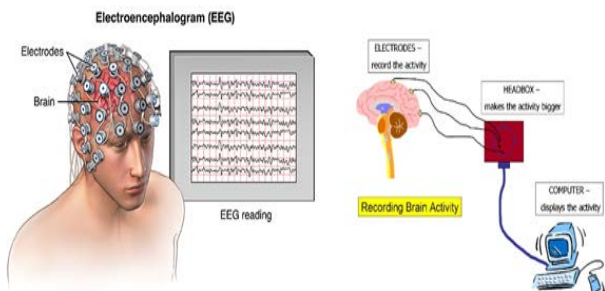 Electroencephalogram (EEG)
Electrodes
Brain
EEG reading
ELECTRODES –
record the activity
HEADBOX –
makes the activity bigger
COMPUTER –
displays the activity
Recording Brain Activity